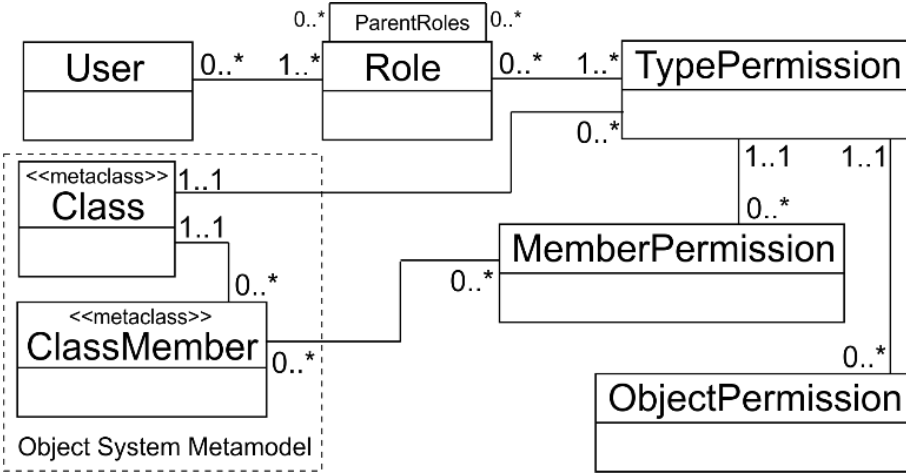 0..* ParentRoles 0..*
User 0..* 1..* Role 0..* 1..* TypePermission
0..*
1..1 1..1
<<metaclass>>
Class
1..1
1..1
0..*
MemberPermission
0..*
0..*
<<metaclass>>
ClassMember
0..*
0..*
ObjectPermission
Object System Metamodel